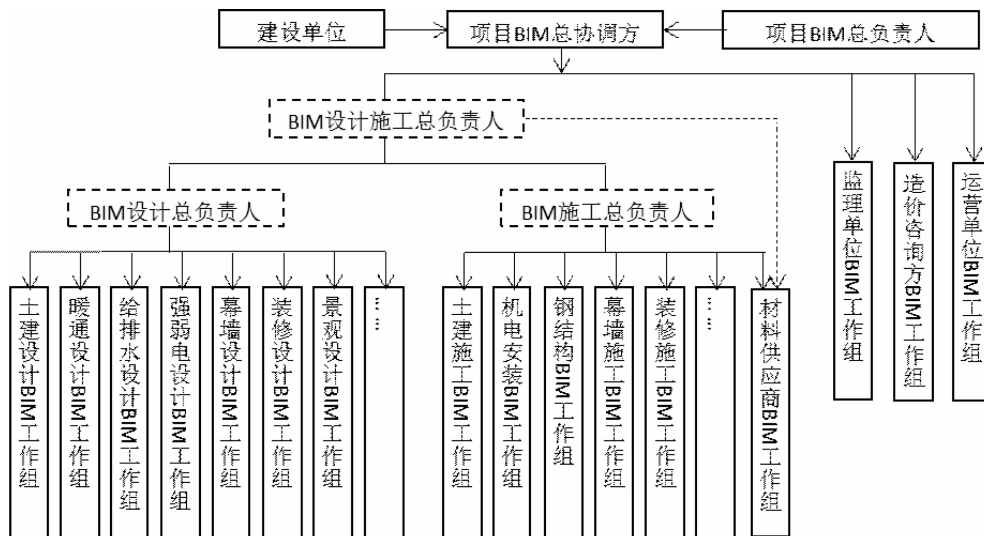 建设单位
项目BIM总协调方
项目BIM总负责人
BIM设计施工总负责人
BIM设计总负责人
BIM施工总负责人
土建设计BIM工作组
暖通设计BIM工作组
给排水设计BIM工作组
强弱电设计BIM工作组
幕墙设计BIM工作组
装修设计BIM工作组
景观设计BIM工作组
……
土建施工BIM工作组
机电安装BIM工作组
钢结构BIM工作组
幕墙施工BIM工作组
装修施工BIM工作组
……
材料供应商BIM工作组
监理单位BIM工作组
造价咨询方BIM工作组
运营单位BIM工作组